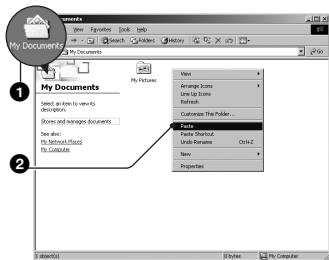 My Documents
uments
View Favorites Tools Help
Search Folders History
My Documents
Go
My Documents
My Pictures
Select an item to view its
description.
Stores and manages documents
See also:
My Network Places
My Computer
View
Arrange Icons
Line Up Icons
Refresh
Customize This Folder...
Paste
Paste Shortcut
Undo Rename Ctrl+Z
New
Properties
1
2
1 object(s)
0 bytes
My Computer